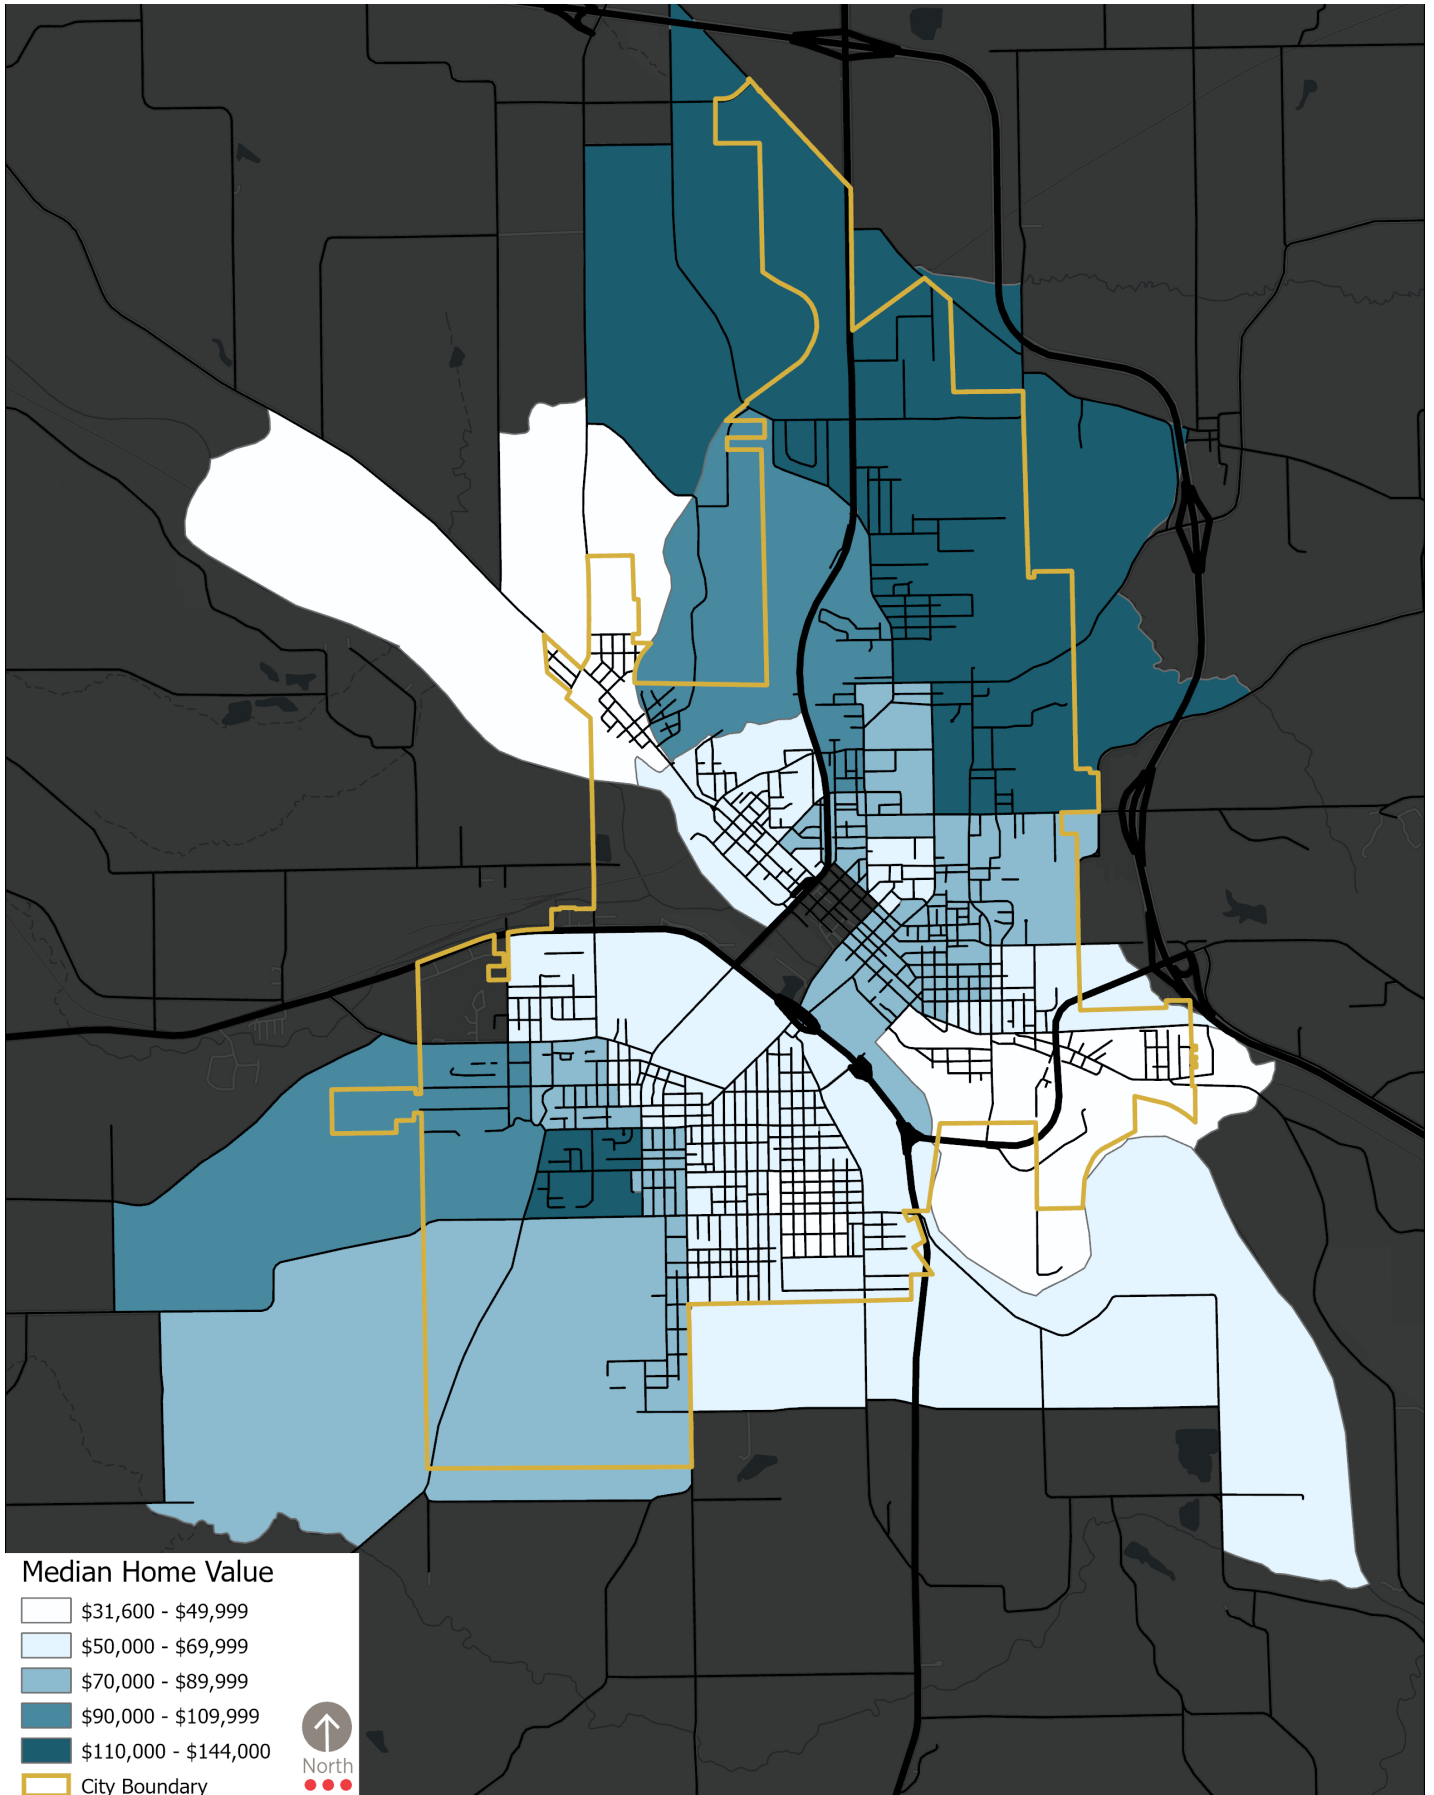 Median Home Value
$31,600 - $49,999
$50,000 - $69,999
$70,000 - $89,999
$90,000 - $109,999
$110,000 - $144,000
City Boundary
North